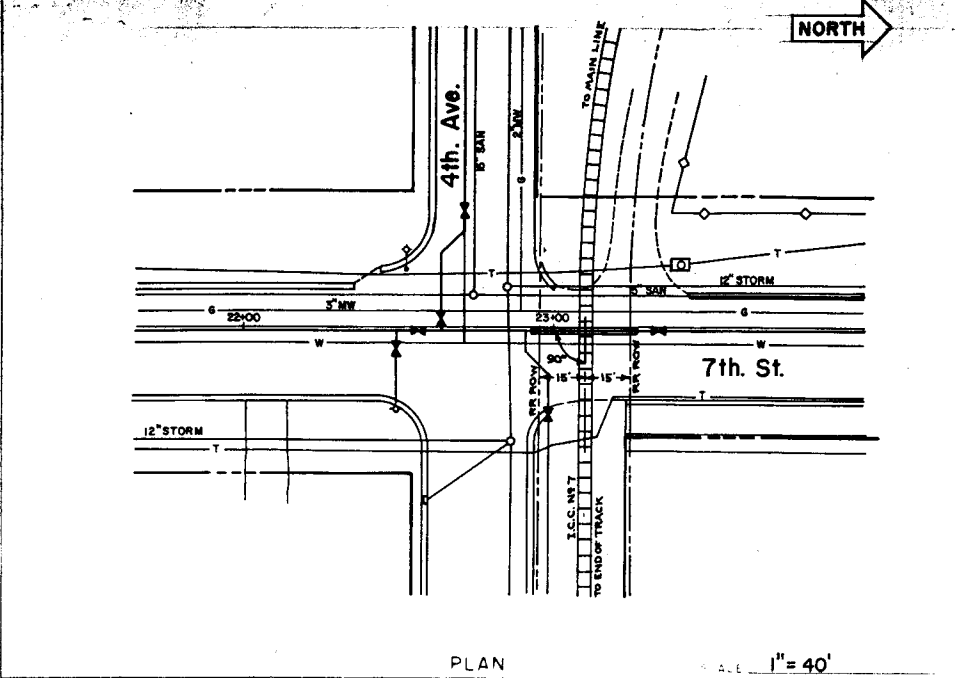 NORTH
TO MAIN LINE
4th. Ave.
15" SAN
2" MW
G
T
T
12" STORM
15" SAN
3" MW
G
22+00
23+00
G
W
W
90°
7th. St.
15' 15'
RR ROW
RR ROW
T
12" STORM
T
I.C.C. Nº 7
TO END OF TRACK
PLAN
1" = 40'